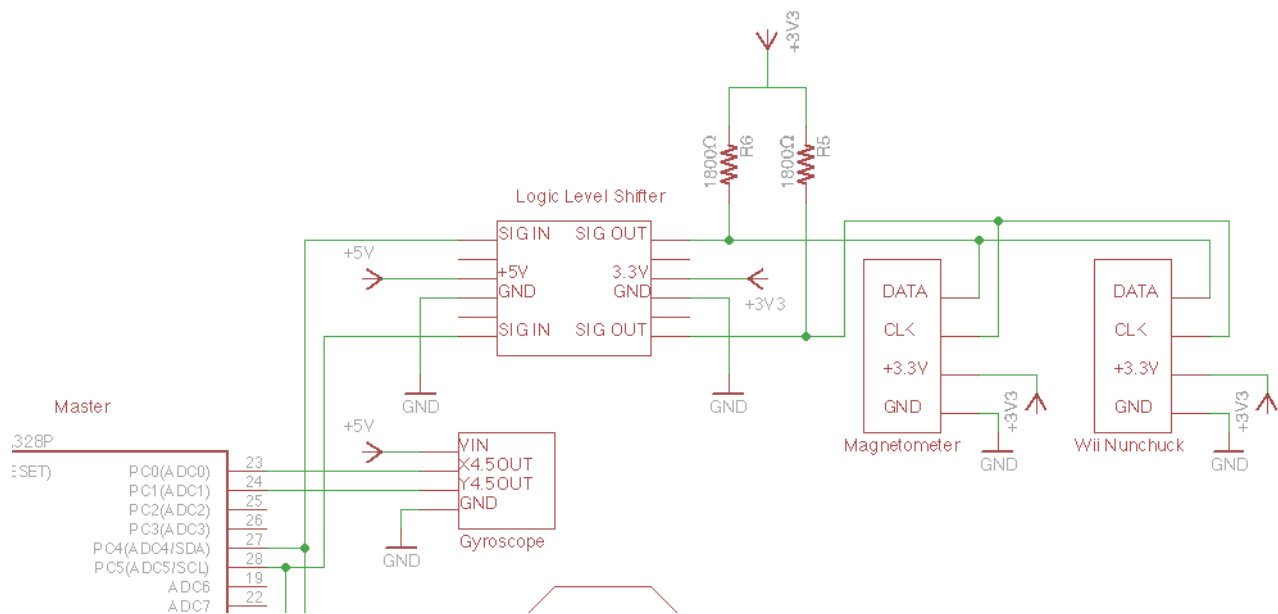 +3V3
1800Ω
R6
1800Ω
R5
Logic Level Shifter
SIG IN
SIG OUT
+5V
+5V
3.3V
GND
GND
+3V3
SIG IN
SIG OUT
GND
GND
DATA
CLK
+3.3V
GND
+3V3
Magnetometer
GND
DATA
CLK
+3.3V
GND
+3V3
Wii Nunchuck
GND
Master
328P
ESET)
PC0(ADC0)
23
PC1(ADC1)
24
PC2(ADC2)
25
PC3(ADC3)
26
PC4(ADC4/SDA)
27
PC5(ADC5/SCL)
28
ADC6
19
ADC7
22
+5V
VIN
X4.5OUT
Y4.5OUT
GND
GND
Gyroscope